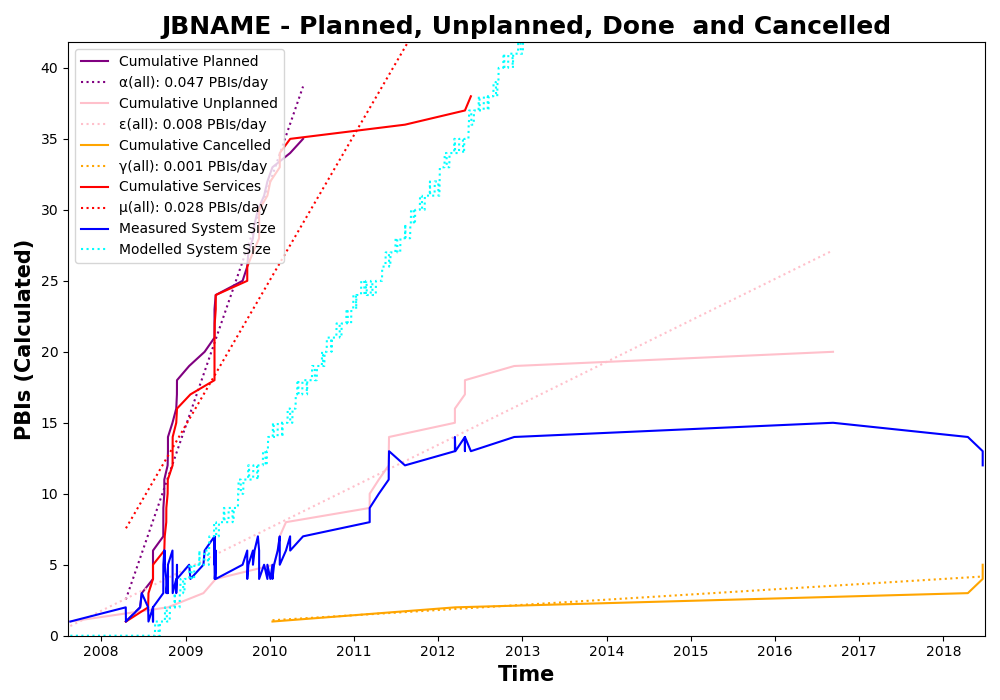 JBNAME - Planned, Unplanned, Done  and Cancelled
PBIs (Calculated)
40
35
30
25
20
15
10
5
0
Cumulative Planned
α(all): 0.047 PBIs/day
Cumulative Unplanned
ε(all): 0.008 PBIs/day
Cumulative Cancelled
γ(all): 0.001 PBIs/day
Cumulative Services
μ(all): 0.028 PBIs/day
Measured System Size
Modelled System Size
2008 2009 2010 2011 2012 2013 2014 2015 2016 2017 2018
Time